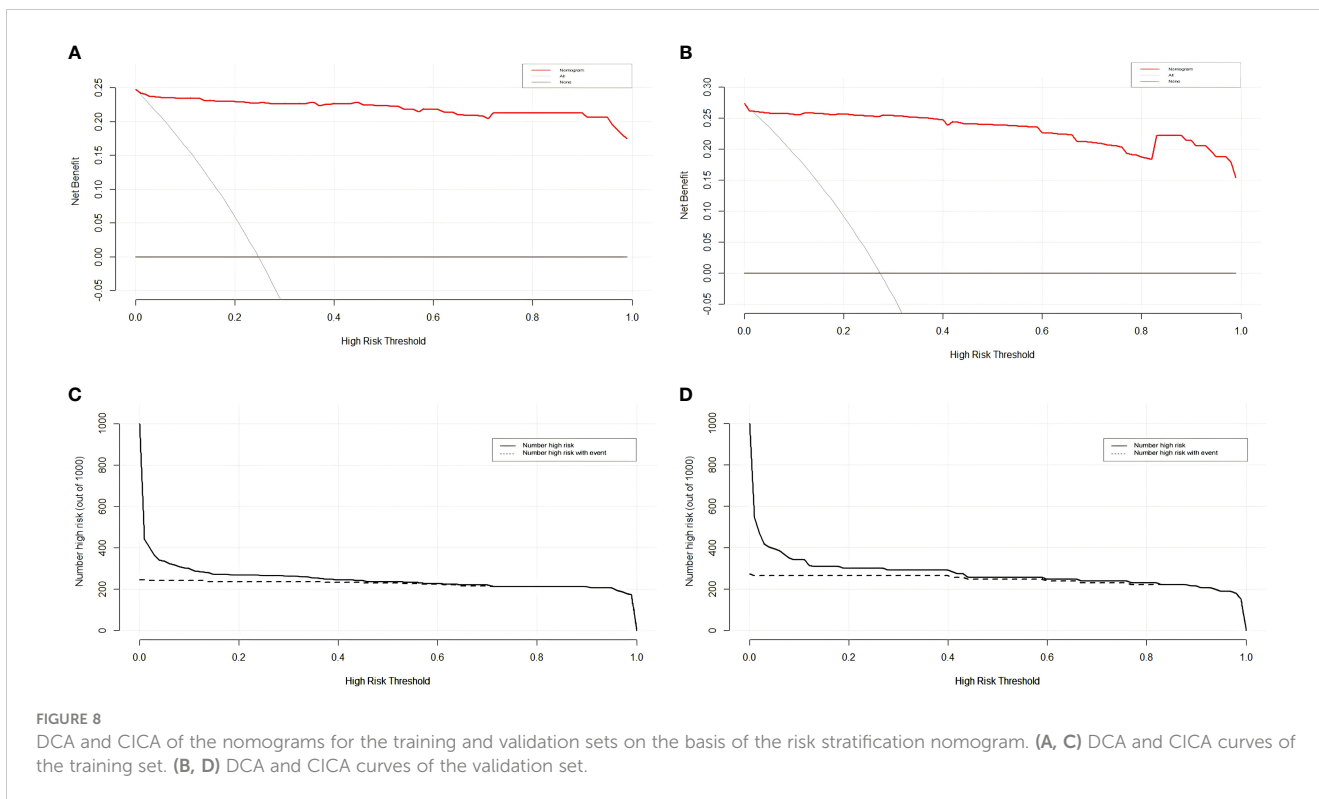 A
Nomogram
All
None
0.25
0.20
0.15
0.10
0.05
0.00
-0.05
Net Benefit
0.0 0.2 0.4 0.6 0.8 1.0
High Risk Threshold
B
Nomogram
All
None
0.30
0.25
0.20
0.15
0.10
0.05
0.00
-0.05
Net Benefit
0.0 0.2 0.4 0.6 0.8 1.0
High Risk Threshold
C
Number high risk
Number high risk with event
1000
800
600
400
200
0
Number high risk (out of 1000)
0.0 0.2 0.4 0.6 0.8 1.0
High Risk Threshold
D
Number high risk
Number high risk with event
1000
800
600
400
200
0
Number high risk (out of 1000)
0.0 0.2 0.4 0.6 0.8 1.0
High Risk Threshold
FIGURE 8
DCA and CICA of the nomograms for the training and validation sets on the basis of the risk stratification nomogram. (A, C) DCA and CICA curves of
the training set. (B, D) DCA and CICA curves of the validation set.